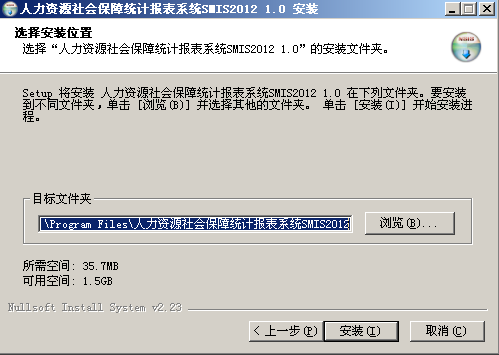 人力资源社会保障统计报表系统SMIS2012 1.0 安装
选择安装位置
选择“人力资源社会保障统计报表系统SMIS2012 1.0”的安装文件夹。
Setup 将安装 人力资源社会保障统计报表系统SMIS2012 1.0 在下列文件夹。要安装
到不同文件夹，单击 [浏览(B)] 并选择其他的文件夹。 单击 [安装(I)] 开始安装进
程。
目标文件夹
\Program Files\人力资源社会保障统计报表系统SMIS2012
浏览(B)...
所需空间: 35.7MB
可用空间: 1.5GB
Nullsoft Install System v2.23
< 上一步(P)
安装(I)
取消(C)